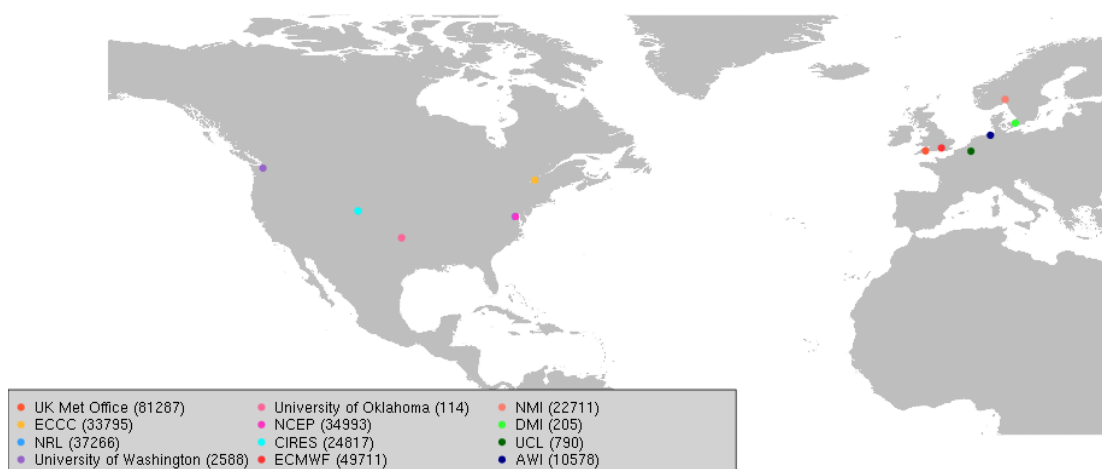 UK Met Office (81287)
ECCC (33795)
NRL (37266)
University of Washington (2588)
University of Oklahoma (114)
NCEP (34993)
CIRES (24817)
ECMWF (49711)
NMI (22711)
DMI (205)
UCL (790)
AWI (10578)